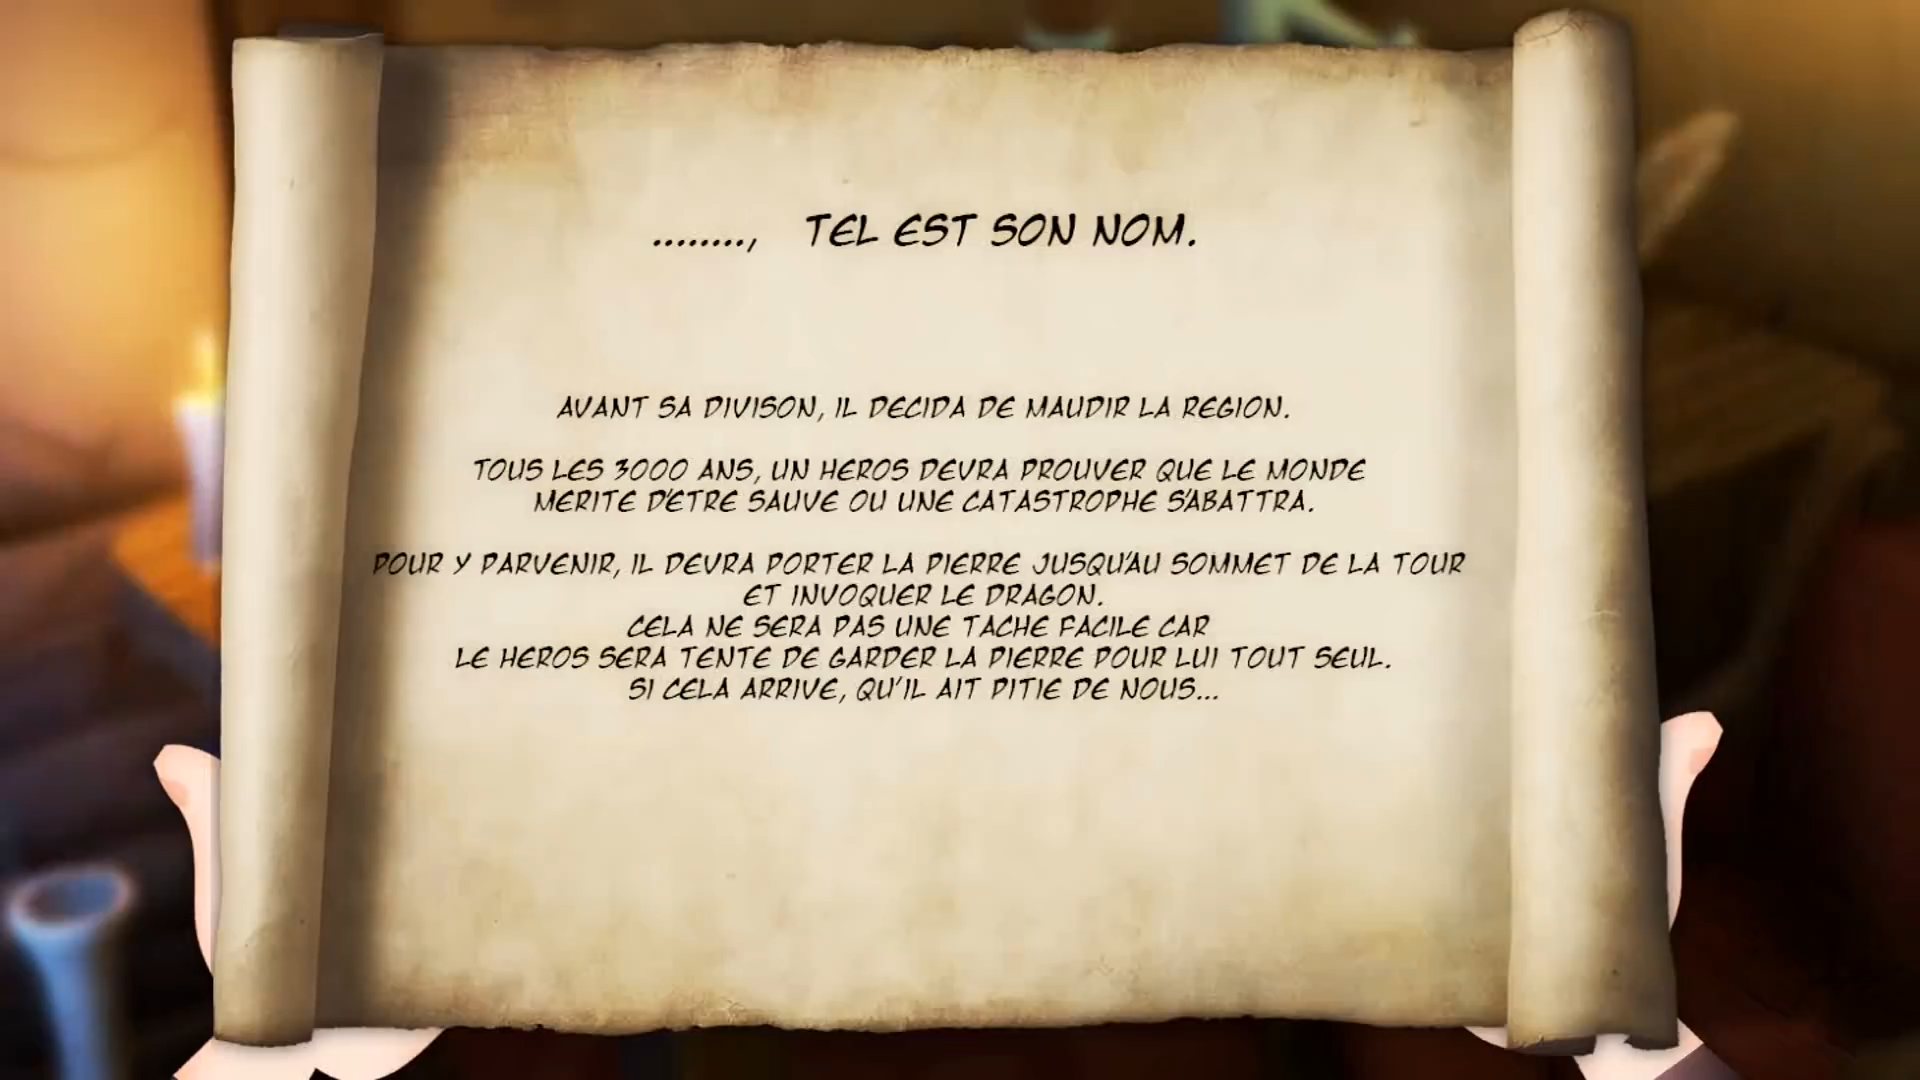 ........, TEL EST SON NOM.
AVANT SA DIVISON, IL DECIDA DE MAUDIR LA REGION.
TOUS LES 3000 ANS, UN HEROS DEVRA PROUVER QUE LE MONDE
MERITE D'ETRE SAUVE OU UNE CATASTROPHE S'ABATTRA.
POUR Y PARVENIR, IL DEVRA PORTER LA PIERRE JUSQU'AU SOMMET DE LA TOUR
ET INVOQUER LE DRAGON.
CELA NE SERA PAS UNE TACHE FACILE CAR
LE HEROS SERA TENTE DE GARDER LA PIERRE POUR LUI TOUT SEUL.
SI CELA ARRIVE, QU'IL AIT PITIE DE NOUS...